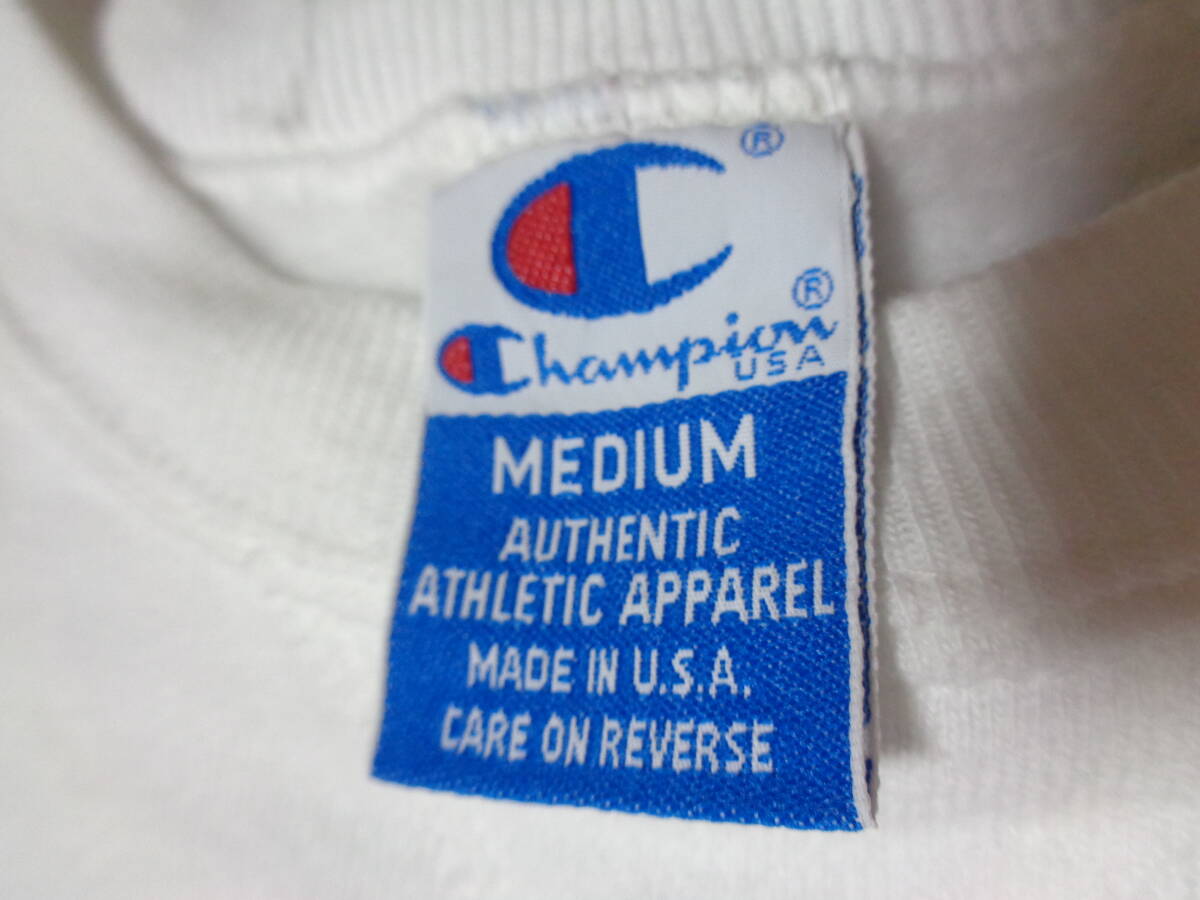 ®
Champion®
USA
MEDIUM
AUTHENTIC
ATHLETIC APPAREL
MADE IN U.S.A.
CARE ON REVERSE